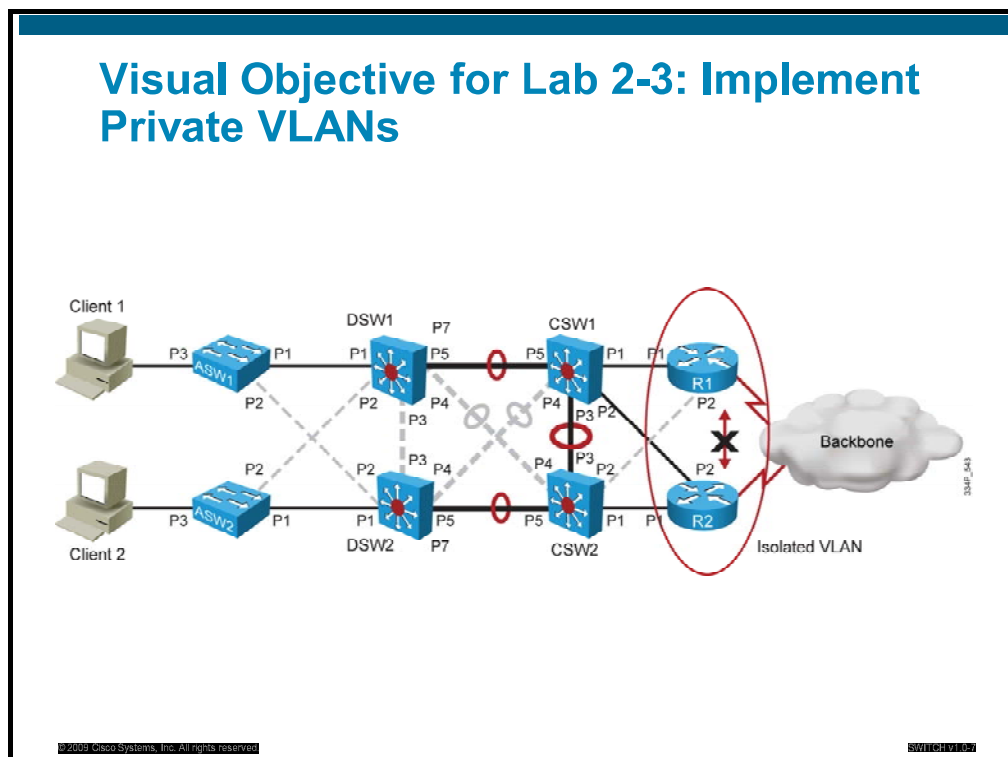 Visual Objective for Lab 2-3: Implement
Private VLANs
Client 1
DSW1
P7
CSW1
P3
ASW1
P1
P1
P5
P5
P1
P1
R1
P2
P2
P4
P4
P3
P2
P2
P3
X
Backbone
P2
P2
P3
P4
P3
P4
P2
P2
334P_543
P3
ASW2
P1
P1
P5
P5
P1
P1
R2
Client 2
DSW2
P7
CSW2
Isolated VLAN
© 2009 Cisco Systems, Inc. All rights reserved.
SWITCH v1.0-7